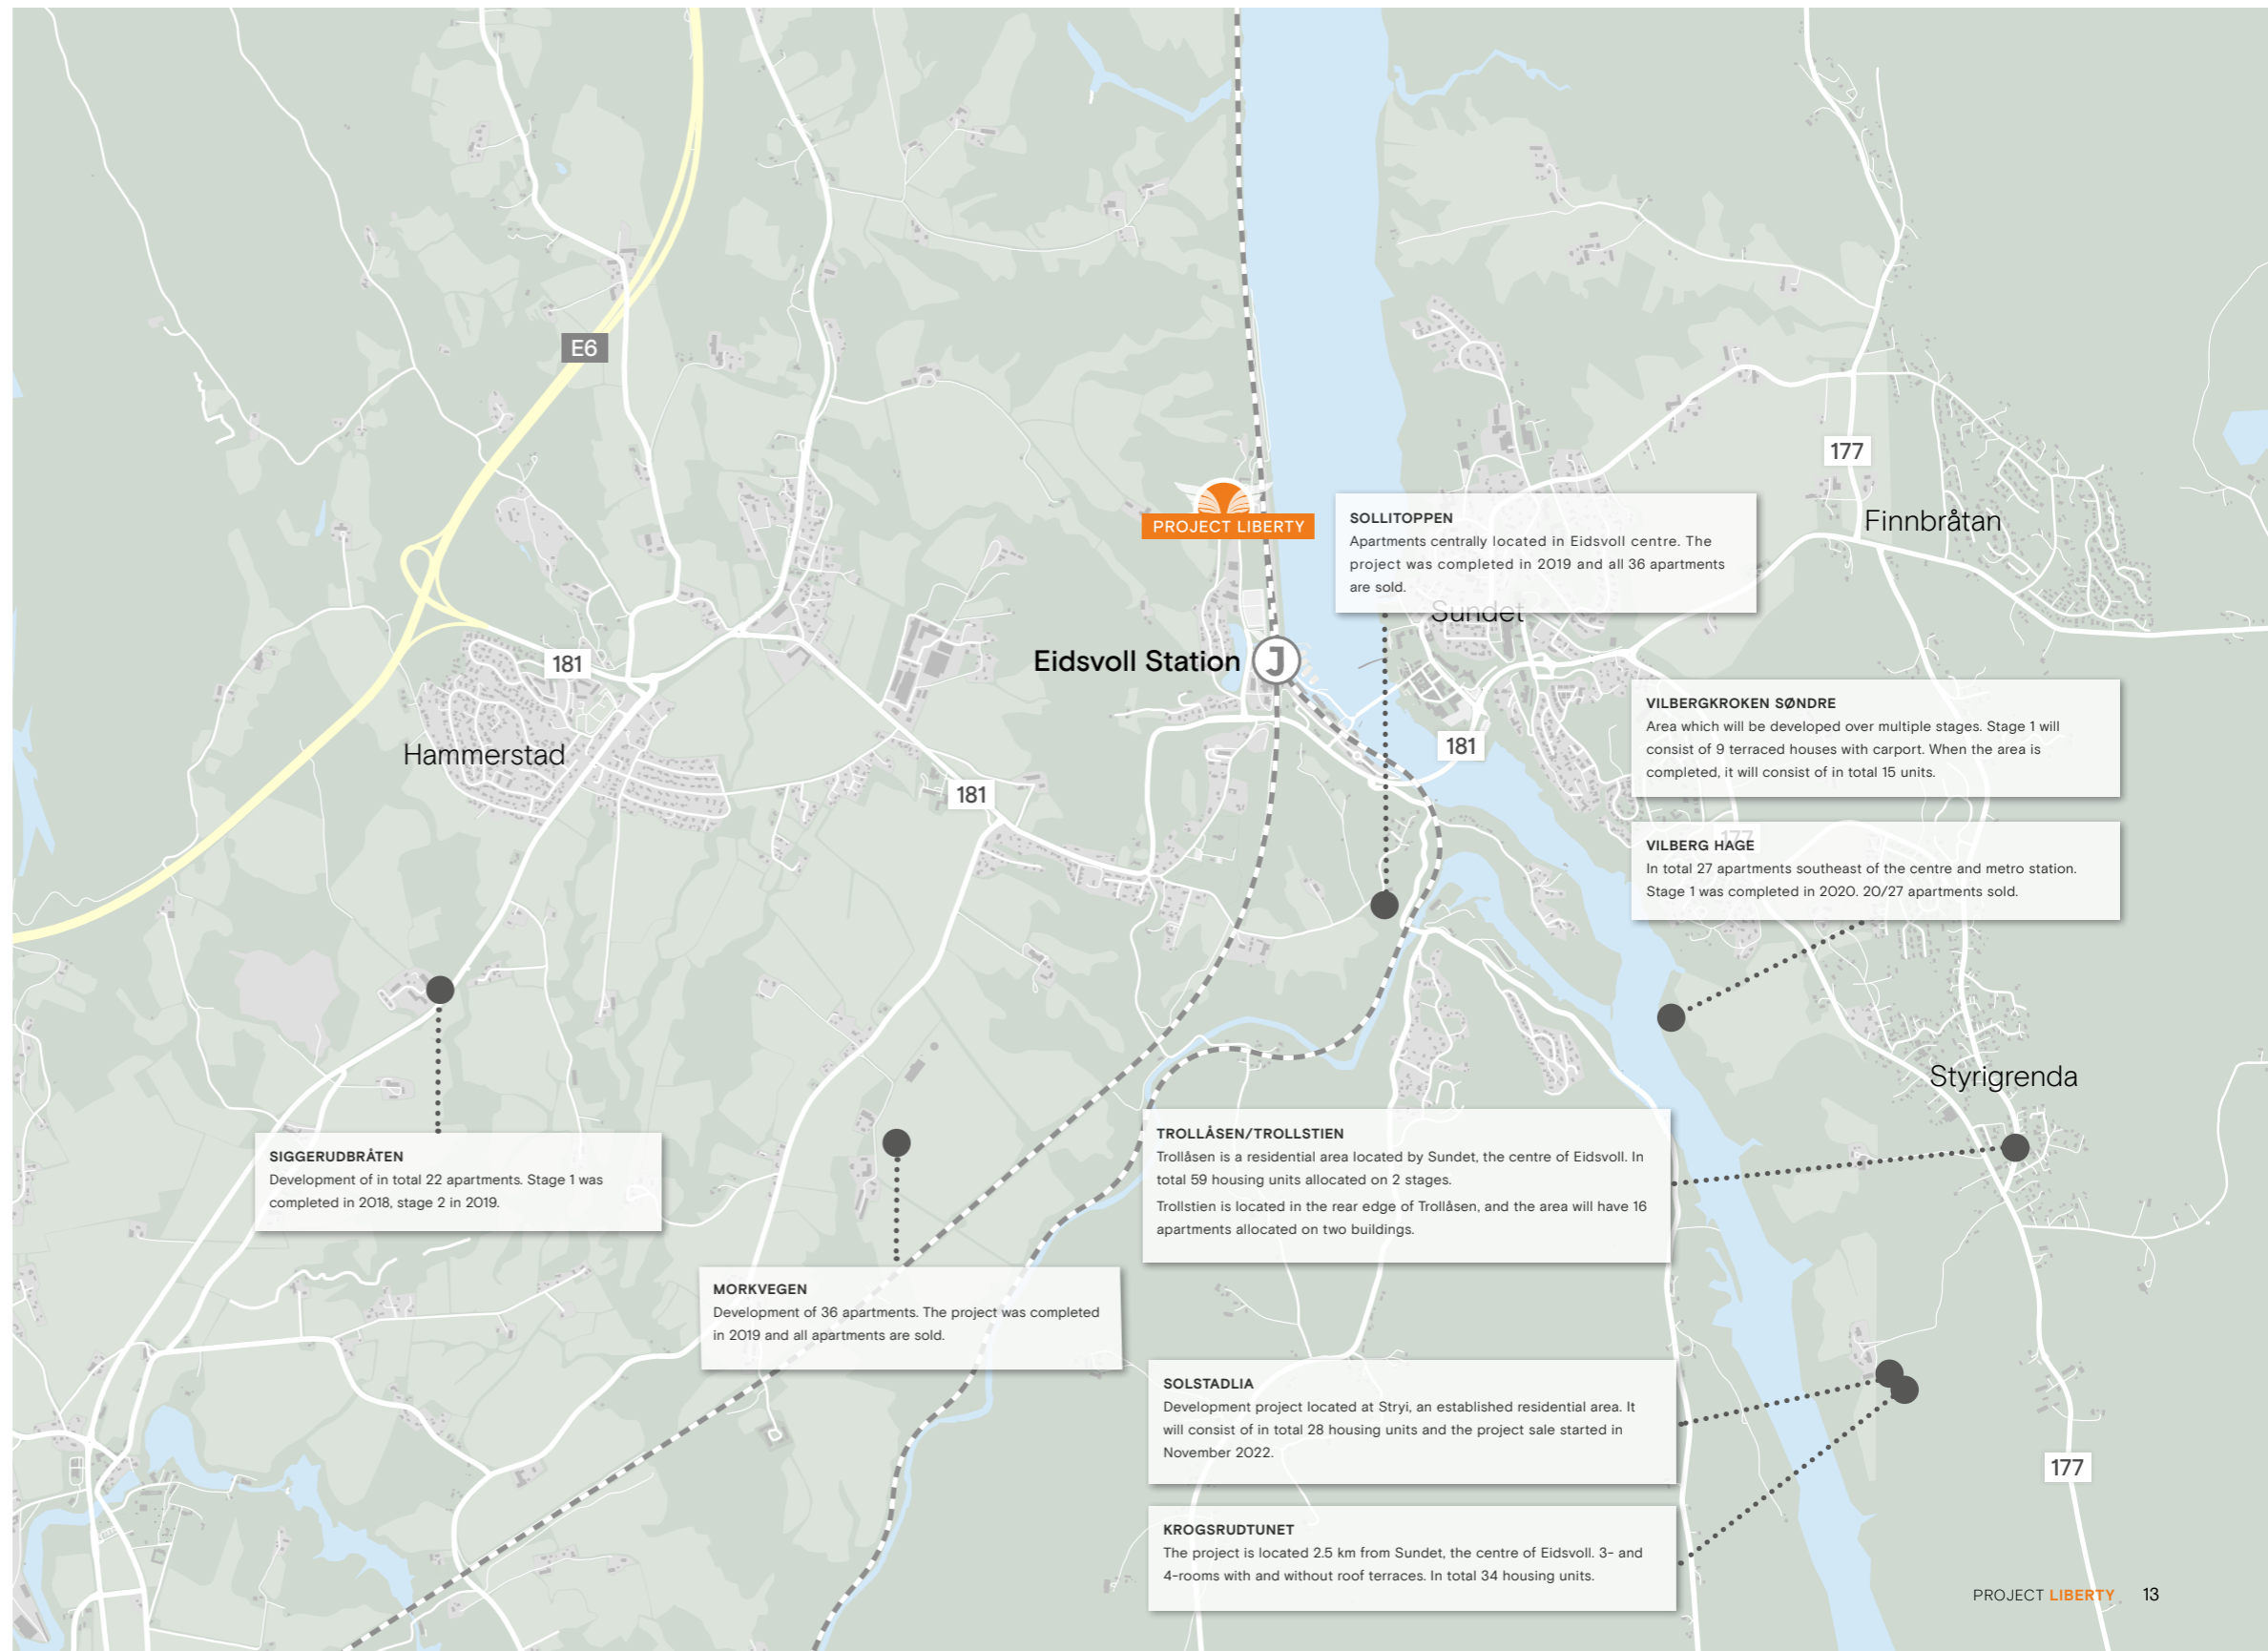 E6
177
PROJECT LIBERTY
SOLLITOPPEN
Apartments centrally located in Eidsvoll centre. The
project was completed in 2019 and all 36 apartments
are sold.
Finnbråtan
Sundet
Eidsvoll Station J
181
Hammerstad
181
181
VILBERGKROKEN SØNDRE
Area which will be developed over multiple stages. Stage 1 will
consist of 9 terraced houses with carport. When the area is
completed, it will consist of in total 15 units.
177
VILBERG HAGE
In total 27 apartments southeast of the centre and metro station.
Stage 1 was completed in 2020. 20/27 apartments sold.
Styrigrenda
SIGGERUDBRÅTEN
Development of in total 22 apartments. Stage 1 was
completed in 2018, stage 2 in 2019.
TROLLÅSEN/TROLLSTIEN
Trollåsen is a residential area located by Sundet, the centre of Eidsvoll. In
total 59 housing units allocated on 2 stages.
Trollstien is located in the rear edge of Trollåsen, and the area will have 16
apartments allocated on two buildings.
MORKVEGEN
Development of 36 apartments. The project was completed
in 2019 and all apartments are sold.
SOLSTADLIA
Development project located at Stryi, an established residential area. It
will consist of in total 28 housing units and the project sale started in
November 2022.
177
KROGSRUDTUNET
The project is located 2.5 km from Sundet, the centre of Eidsvoll. 3- and
4-rooms with and without roof terraces. In total 34 housing units.
PROJECT LIBERTY 13